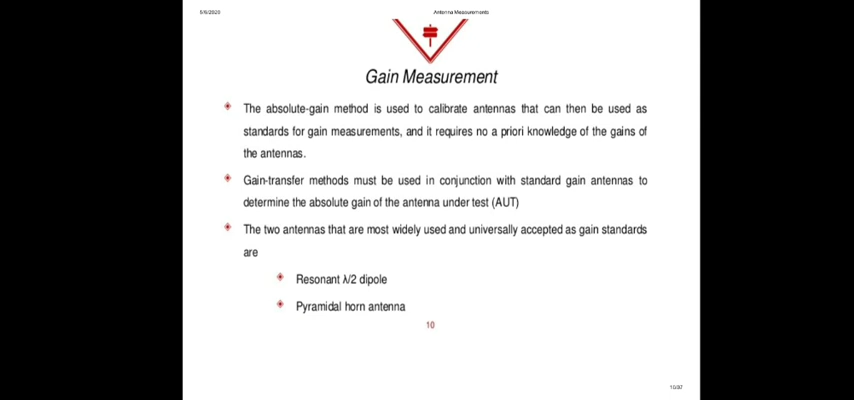 5/6/2020
Antenna Measurements
Gain Measurement
The absolute-gain method is used to calibrate antennas that can then be used as
standards for gain measurements, and it requires no a priori knowledge of the gains of
the antennas.
Gain-transfer methods must be used in conjunction with standard gain antennas to
determine the absolute gain of the antenna under test (AUT)
The two antennas that are most widely used and universally accepted as gain standards
are
Resonant λ/2 dipole
Pyramidal horn antenna
10